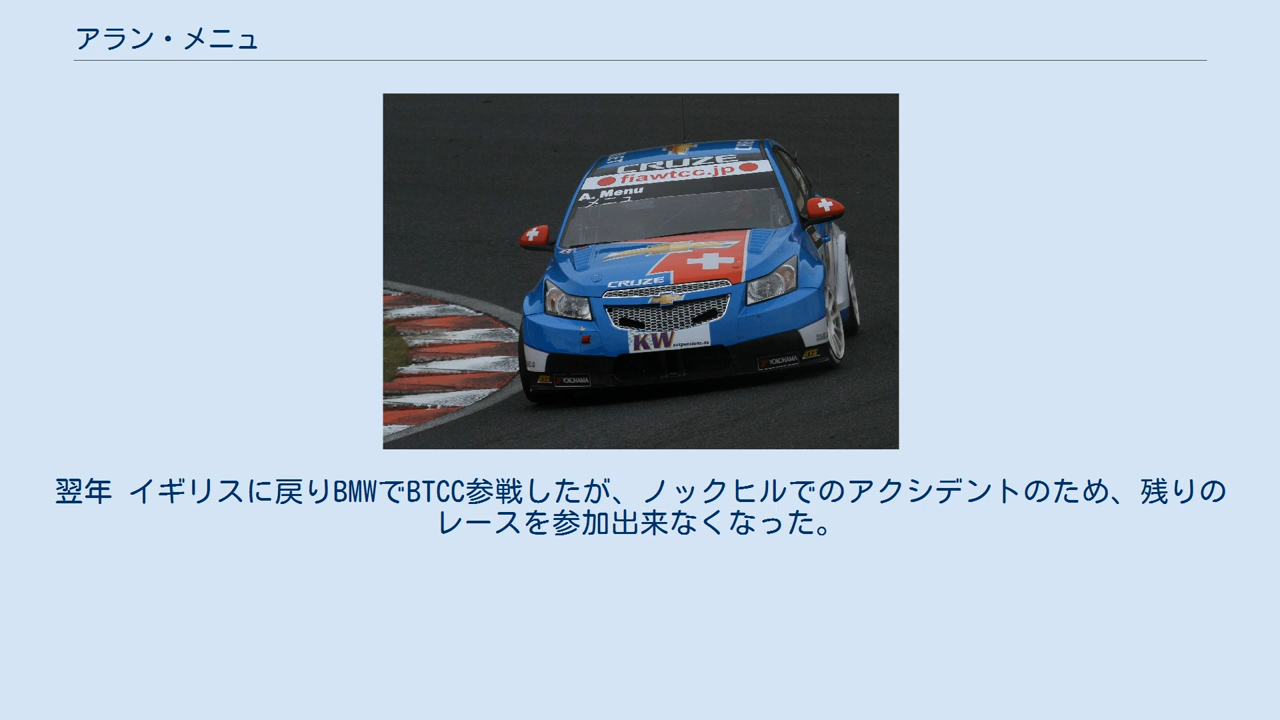 アラン・メニュ
CRUZE
fiawtcc.jp
A. Menu
メニュ
CRUZE
KW
YOKOHAMA
YOKOHAMA
翌年 イギリスに戻りBMWでBTCC参戦したが、ノックヒルでのアクシデントのため、残りの
レースを参加出来なくなった。